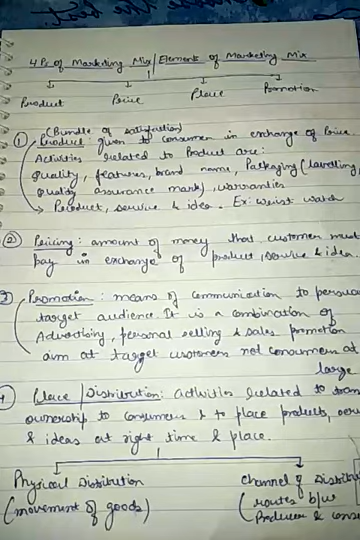 4 Ps of Marketing Mix / Elements of Marketing Mix
Product Price Place Promotion
(Bundle of satisfaction)
① Product: given to consumer in exchange of Price
Activities related to Product are:
Quality, features, brand name, Packaging (labelling,
Quality assurance mark), warranties
→ Product, service & idea. Ex: wrist watch
② Pricing: amount of money that customer must
pay in exchange of product, service & idea.
③ Promotion: means of communication to persua
target audience. It is a combination of
Advertising, personal selling & sales promotion
aim at target customers not consumers at
large
4 Place / Distribution: activities related to tran
ownership to consumers & to place products, serv
& ideas at right time & place.
Physical Distribution Channel of Distribu
(movement of goods) (routes b/w
Producer & cons